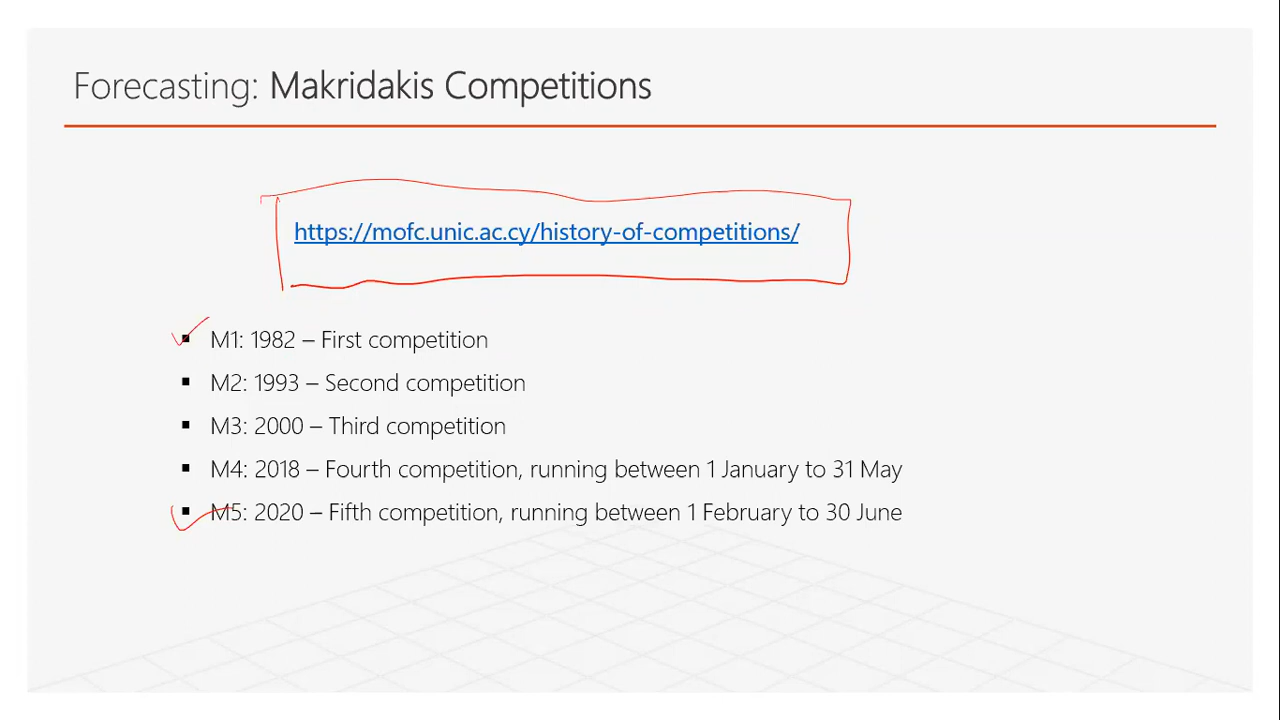 Forecasting: Makridakis Competitions
https://mofc.unic.ac.cy/history-of-competitions/
▪ M1: 1982 – First competition
▪ M2: 1993 – Second competition
▪ M3: 2000 – Third competition
▪ M4: 2018 – Fourth competition, running between 1 January to 31 May
▪ M5: 2020 – Fifth competition, running between 1 February to 30 June